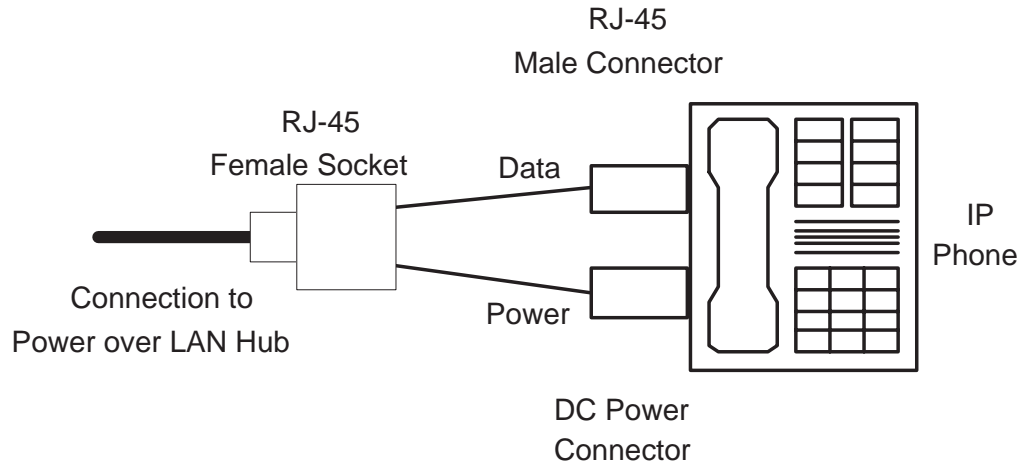 RJ-45
Male Connector
RJ-45
Female Socket
Data
IP
Phone
Connection to
Power over LAN Hub
Power
DC Power
Connector